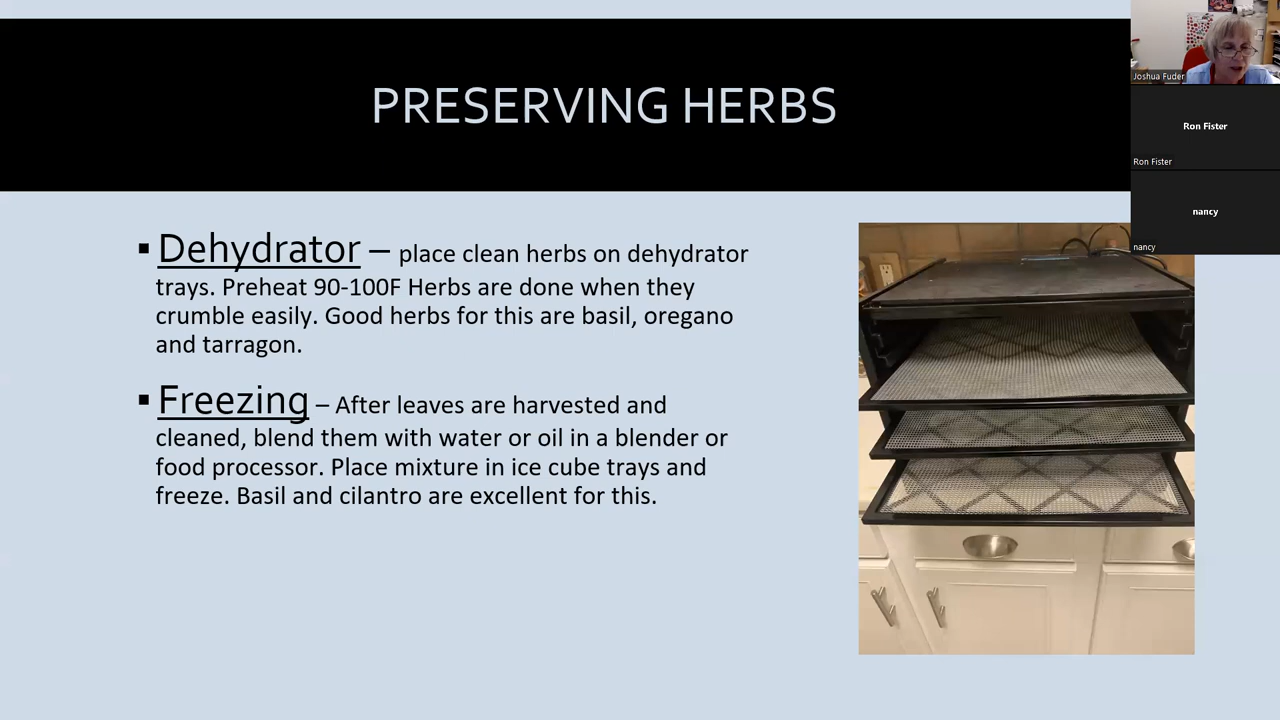 PRESERVING HERBS
▪ Dehydrator – place clean herbs on dehydrator
trays. Preheat 90-100F Herbs are done when they
crumble easily. Good herbs for this are basil, oregano
and tarragon.
▪ Freezing – After leaves are harvested and
cleaned, blend them with water or oil in a blender or
food processor. Place mixture in ice cube trays and
freeze. Basil and cilantro are excellent for this.
Joshua Fuder
Ron Fister
Ron Fister
nancy
nancy